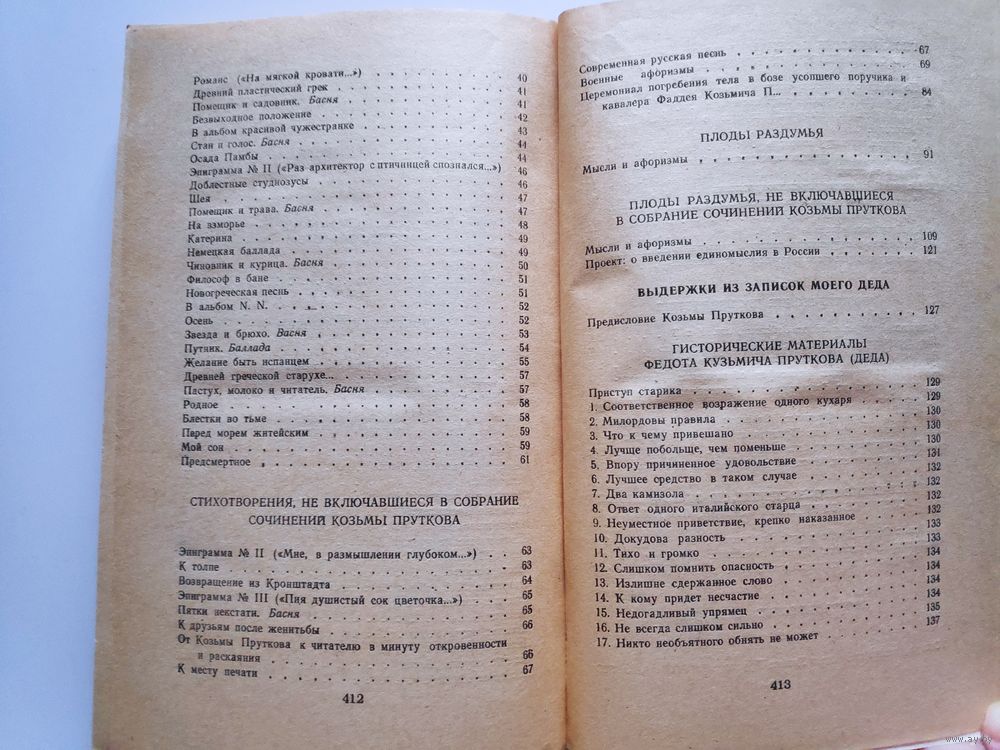 Романс («На мягкой кровати...») 40
Древний пластический грек 41
Помещик и садовник. Басня 41
Безвыходное положение 42
В альбом красивой чужестранке 43
Стан и голос. Басня 44
Осада Памбы 44
Эпиграмма № II («Раз архитектор с птичницей спознался...») 46
Доблестные студиозусы 46
Шея 47
Помещик и трава. Басня 47
На взморье 48
Катерина 49
Немецкая баллада 49
Чиновник и курица. Басня 50
Философ в бане 51
Новогреческая песнь 51
В альбом N. N. 52
Осень 52
Звезда и брюхо. Басня 53
Путник. Баллада 54
Желание быть испанцем 55
Древней греческой старухе... 57
Пастух, молоко и читатель. Басня 57
Родное 58
Блестки во тьме 58
Перед морем житейским 59
Мой сон 59
Предсмертное 61
СТИХОТВОРЕНИЯ, НЕ ВКЛЮЧАВШИЕСЯ В СОБРАНИЕ
СОЧИНЕНИЙ КОЗЬМЫ ПРУТКОВА
Эпиграмма № II («Мне, в размышлении глубоком...») 63
К толпе 63
Возвращение из Кронштадта 64
Эпиграмма № III («Пия душистый сок цветочка...») 65
Пятки некстати. Басня 65
К друзьям после женитьбы 66
От Козьмы Пруткова к читателю в минуту откровенности
и раскаяния 66
К месту печати 67
412
Современная русская песнь 67
Военные афоризмы 69
Церемониал погребения тела в бозе усопшего поручика и
кавалера Фаддея Козьмича П... 84
ПЛОДЫ РАЗДУМЬЯ
Мысли и афоризмы 91
ПЛОДЫ РАЗДУМЬЯ, НЕ ВКЛЮЧАВШИЕСЯ
В СОБРАНИЕ СОЧИНЕНИЙ КОЗЬМЫ ПРУТКОВА
Мысли и афоризмы 109
Проект: о введении единомыслия в России 121
ВЫДЕРЖКИ ИЗ ЗАПИСОК МОЕГО ДЕДА
Предисловие Козьмы Пруткова 127
ГИСТОРИЧЕСКИЕ МАТЕРИАЛЫ
ФЕДОТА КУЗЬМИЧА ПРУТКОВА (ДЕДА)
Приступ старика 129
1. Соответственное возражение одного кухаря 129
2. Милордовы правила 130
3. Что к чему привешано 130
4. Лучще побольще, чем поменьще 130
5. Впору причиненное удовольствие 131
6. Лучшее средство в таком случае 132
7. Два камизола 132
8. Ответ одного италийского старца 132
9. Неуместное приветствие, крепко наказанное 132
10. Докудова разность 133
11. Тихо и громко 133
12. Слишком помнить опасность 134
13. Излишне сдержанное слово 134
14. К кому придет несчастие 134
15. Недогадливый упрямец 134
16. Не всегда слишком сильно 135
17. Никто необъятного обнять не может 137
413
www.ay.by